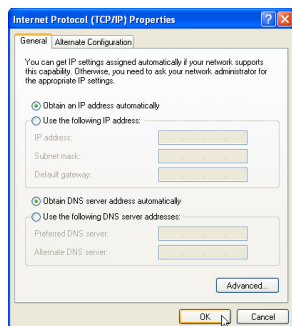 Internet Protocol (TCP/IP) Properties
General
Alternate Configuration
You can get IP settings assigned automatically if your network supports
this capability. Otherwise, you need to ask your network administrator for
the appropriate IP settings.
Obtain an IP address automatically
Use the following IP address:
IP address:
Subnet mask:
Default gateway:
Obtain DNS server address automatically
Use the following DNS server addresses:
Preferred DNS server:
Alternate DNS server:
Advanced...
OK
Cancel